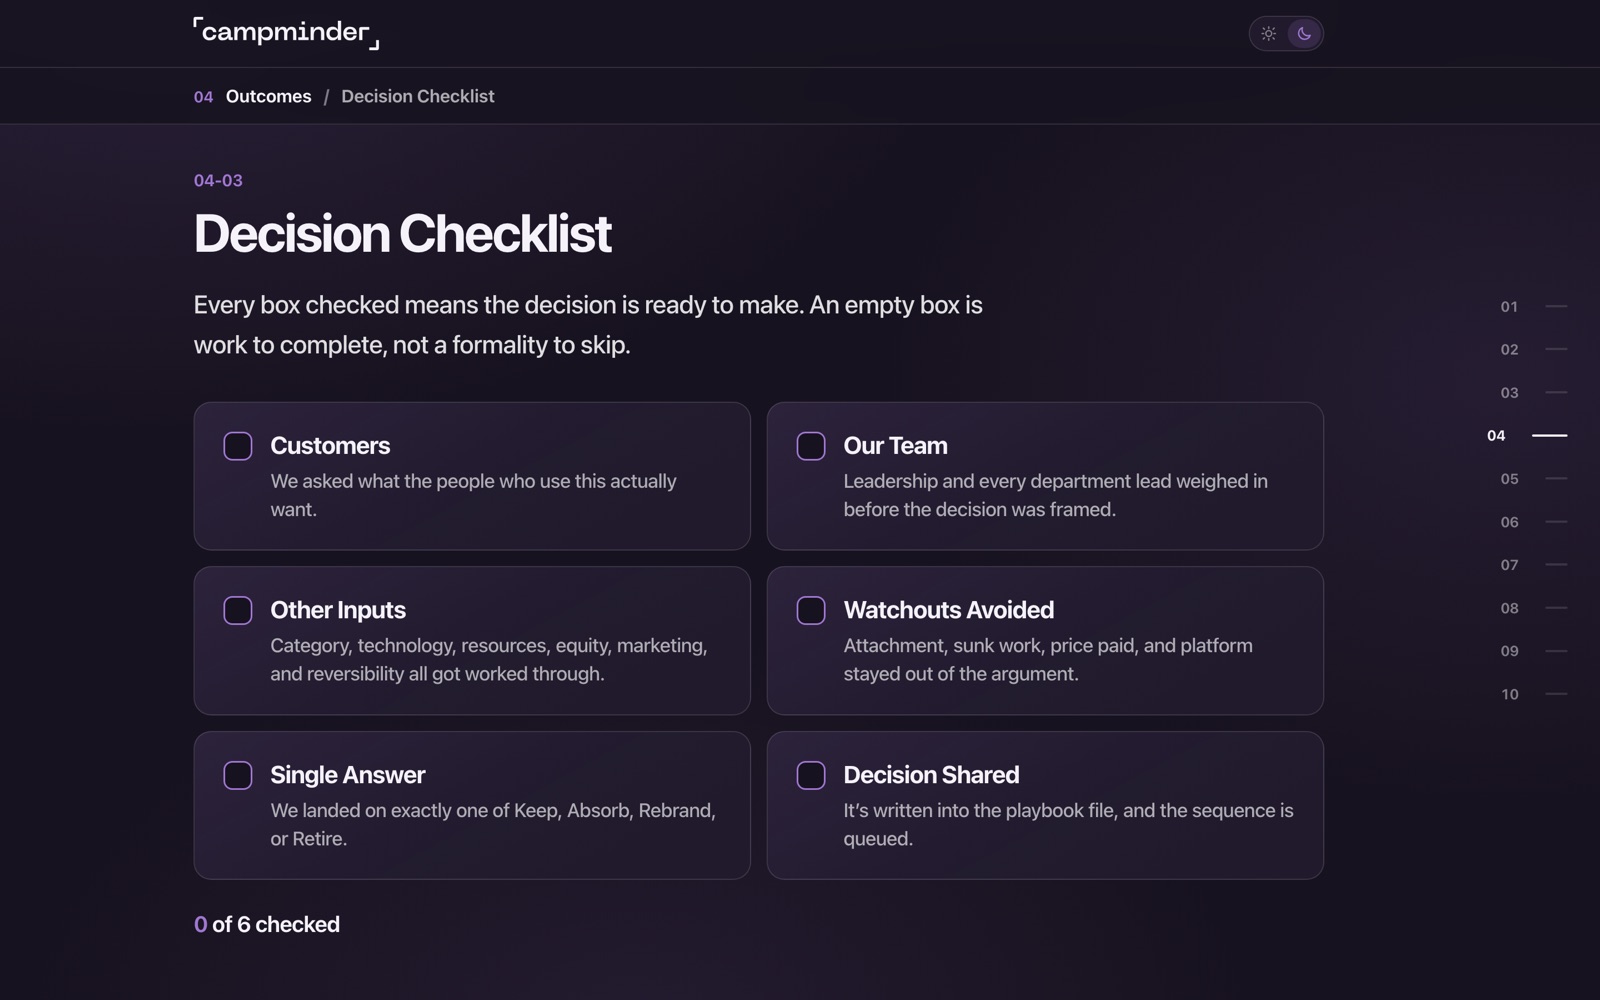 campminder
04 Outcomes / Decision Checklist
04-03
Decision Checklist
Every box checked means the decision is ready to make. An empty box is
work to complete, not a formality to skip.
Customers
We asked what the people who use this actually
want.
Our Team
Leadership and every department lead weighed in
before the decision was framed.
Other Inputs
Category, technology, resources, equity, marketing,
and reversibility all got worked through.
Watchouts Avoided
Attachment, sunk work, price paid, and platform
stayed out of the argument.
Single Answer
We landed on exactly one of Keep, Absorb, Rebrand,
or Retire.
Decision Shared
It’s written into the playbook file, and the sequence is
queued.
0 of 6 checked
01
02
03
04
05
06
07
08
09
10